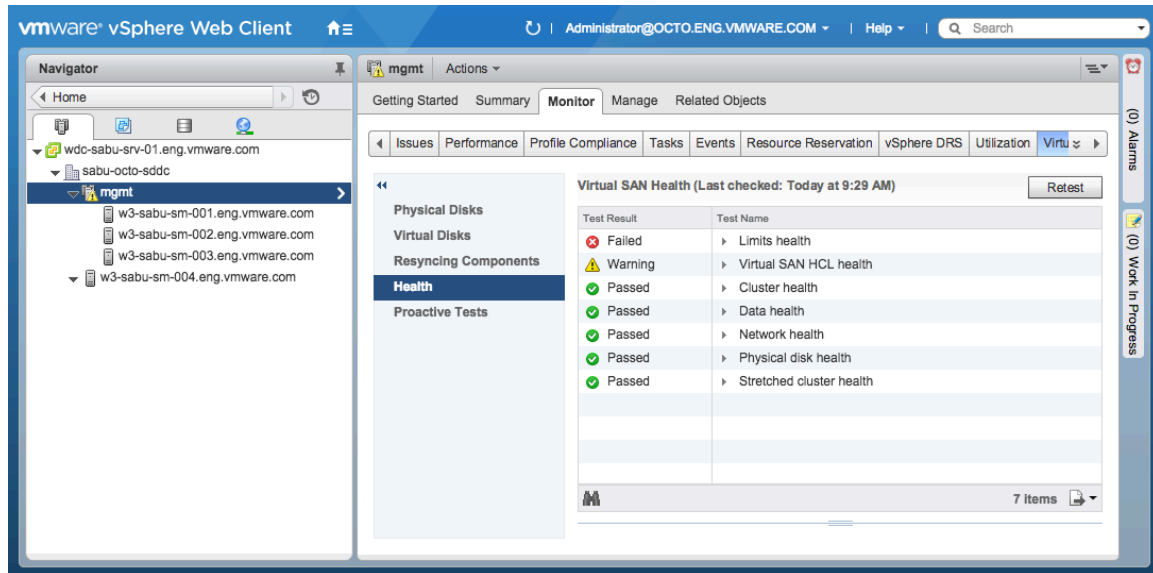 vmware® vSphere Web Client
Administrator@OCTO.ENG.VMWARE.COM
Help
Search
Navigator
Home
wdc-sabu-srv-01.eng.vmware.com
sabu-octo-sddc
mgmt
w3-sabu-sm-001.eng.vmware.com
w3-sabu-sm-002.eng.vmware.com
w3-sabu-sm-003.eng.vmware.com
w3-sabu-sm-004.eng.vmware.com
mgmt Actions
Getting Started Summary Monitor Manage Related Objects
Issues Performance Profile Compliance Tasks Events Resource Reservation vSphere DRS Utilization Virtu
Physical Disks
Virtual Disks
Resyncing Components
Health
Proactive Tests
Virtual SAN Health (Last checked: Today at 9:29 AM)
Retest
Test Result Test Name
Failed Limits health
Warning Virtual SAN HCL health
Passed Cluster health
Passed Data health
Passed Network health
Passed Physical disk health
Passed Stretched cluster health
7 items
(0) Alarms
(0) Work In Progress